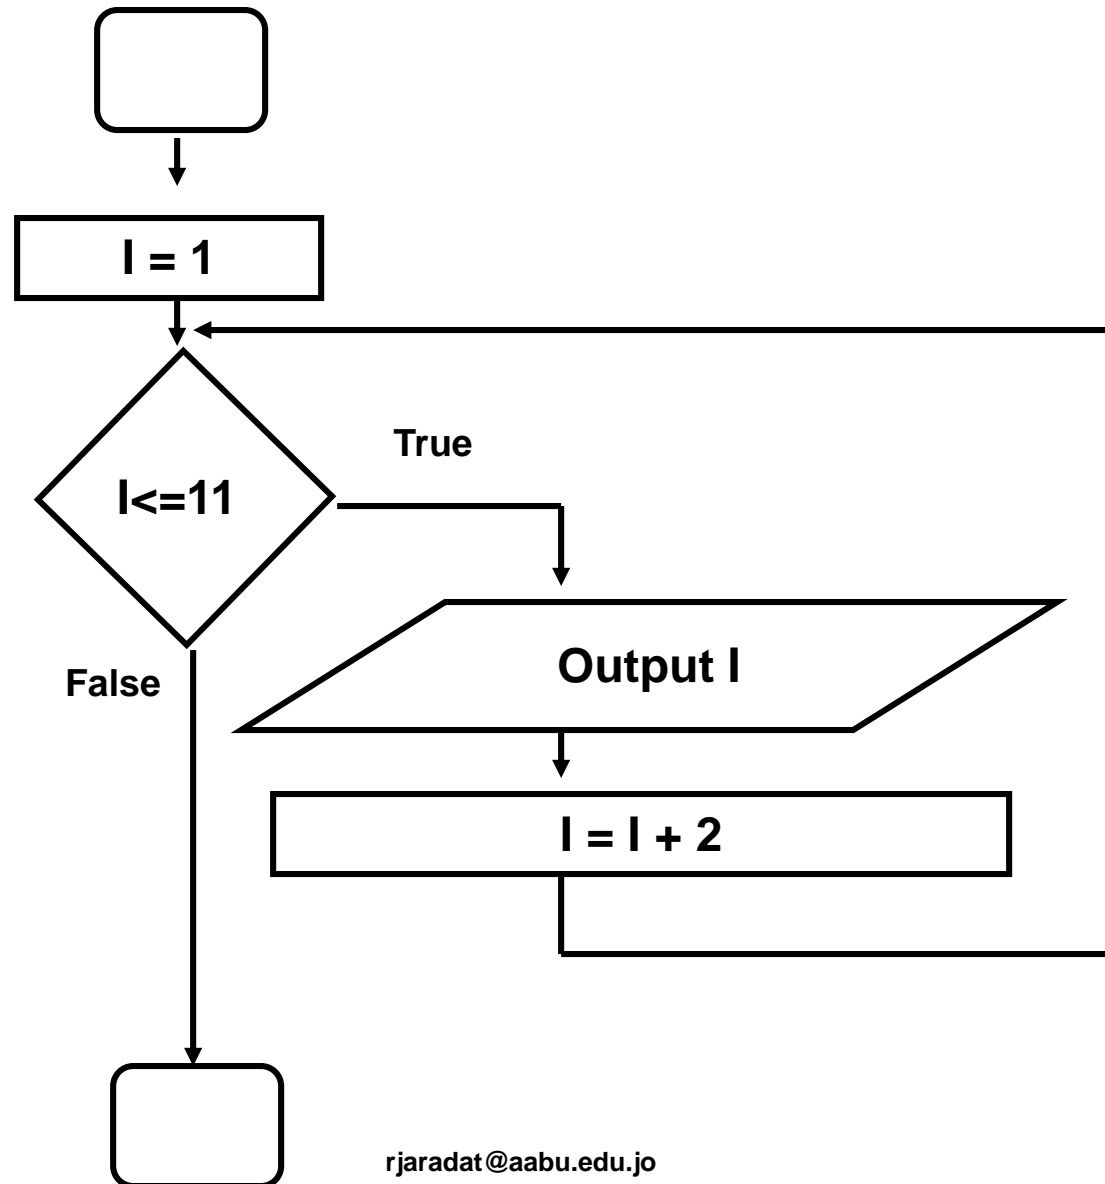 I = 1
True
I<=11
Output I
False
I = I + 2
rjaradat@aabu.edu.jo